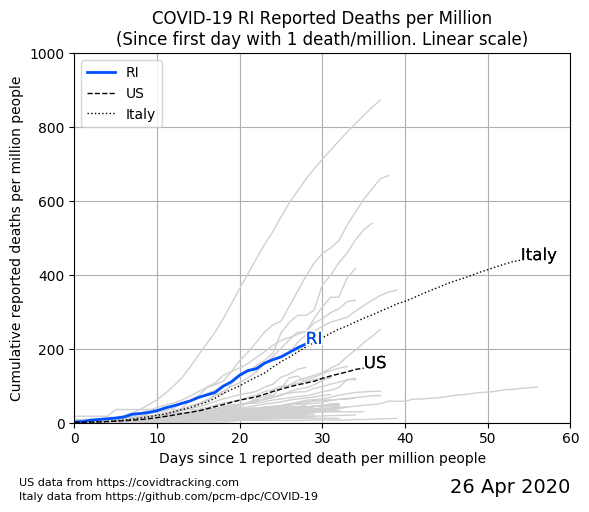 COVID-19 RI Reported Deaths per Million
(Since first day with 1 death/million. Linear scale)
Cumulative reported deaths per million people
1000
800
600
400
200
0
RI
US
Italy
Italy
RI
US
0 10 20 30 40 50 60
Days since 1 reported death per million people
US data from https://covidtracking.com
Italy data from https://github.com/pcm-dpc/COVID-19
26 Apr 2020